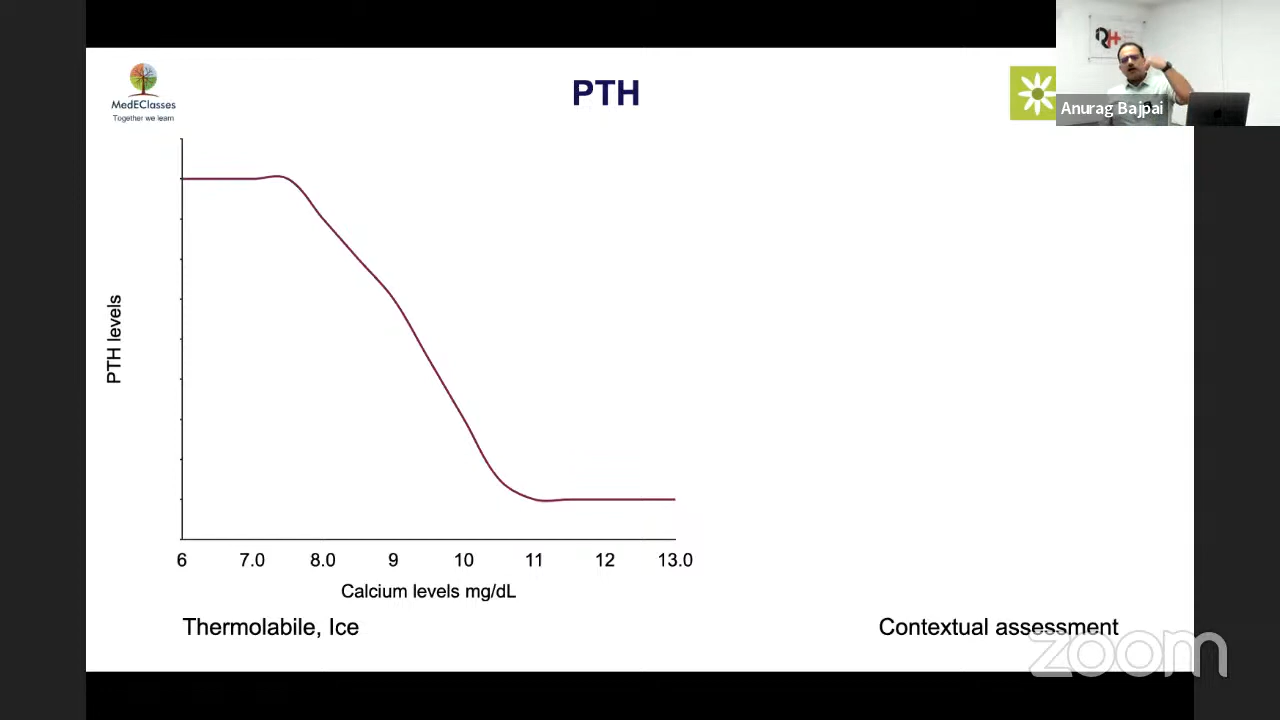 PTH
MedEClasses
Together we learn
Anurag Bajpai
PTH levels
6 7.0 8.0 9 10 11 12 13.0
Calcium levels mg/dL
Thermolabile, Ice
Contextual assessment
zoom